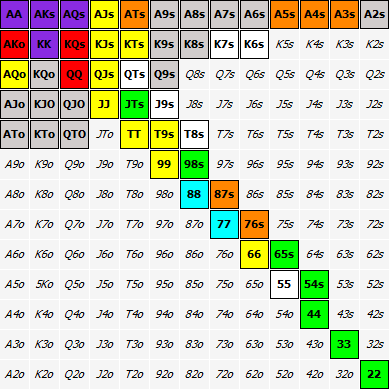 AA AKs AQs AJs ATs A9s A8s A7s A6s A5s A4s A3s A2s
AKo KK KQs KJs KTs K9s K8s K7s K6s K5s K4s K3s K2s
AQo KQo QQ QJs QTs Q9s Q8s Q7s Q6s Q5s Q4s Q3s Q2s
AJo KJO QJO JJ JTs J9s J8s J7s J6s J5s J4s J3s J2s
ATo KTo QTO JTo TT T9s T8s T7s T6s T5s T4s T3s T2s
A9o K9o Q9o J9o T9o 99 98s 97s 96s 95s 94s 93s 92s
A8o K8o Q8o J8o T8o 98o 88 87s 86s 85s 84s 83s 82s
A7o K7o Q7o J7o T7o 97o 87o 77 76s 75s 74s 73s 72s
A6o K6o Q6o J6o T6o 96o 86o 76o 66 65s 64s 63s 62s
A5o 5Ko Q5o J5o T5o 95o 85o 75o 65o 55 54s 53s 52s
A4o K4o Q4o J4o T4o 94o 84o 74o 64o 54o 44 43s 42s
A3o K3o Q3o J3o T3o 93o 83o 73o 63o 53o 43o 33 32s
A2o K2o Q2o J2o T2o 92o 82o 72o 62o 52o 42o 32o 22